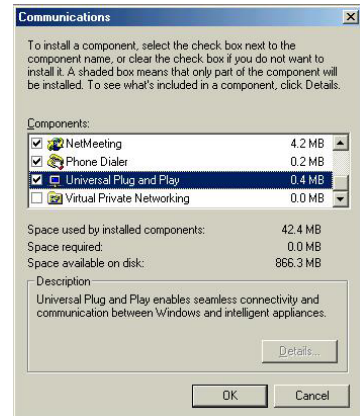 Communications
To install a component, select the check box next to the
component name, or clear the check box if you do not want to
install it. A shaded box means that only part of the component will
be installed. To see what's included in a component, click Details.
Components:
NetMeeting 4.2 MB
Phone Dialer 0.2 MB
Universal Plug and Play 0.4 MB
Virtual Private Networking 0.0 MB
Space used by installed components: 42.4 MB
Space required: 0.0 MB
Space available on disk: 866.3 MB
Description
Universal Plug and Play enables seamless connectivity and
communication between Windows and intelligent appliances.
Details...
OK Cancel